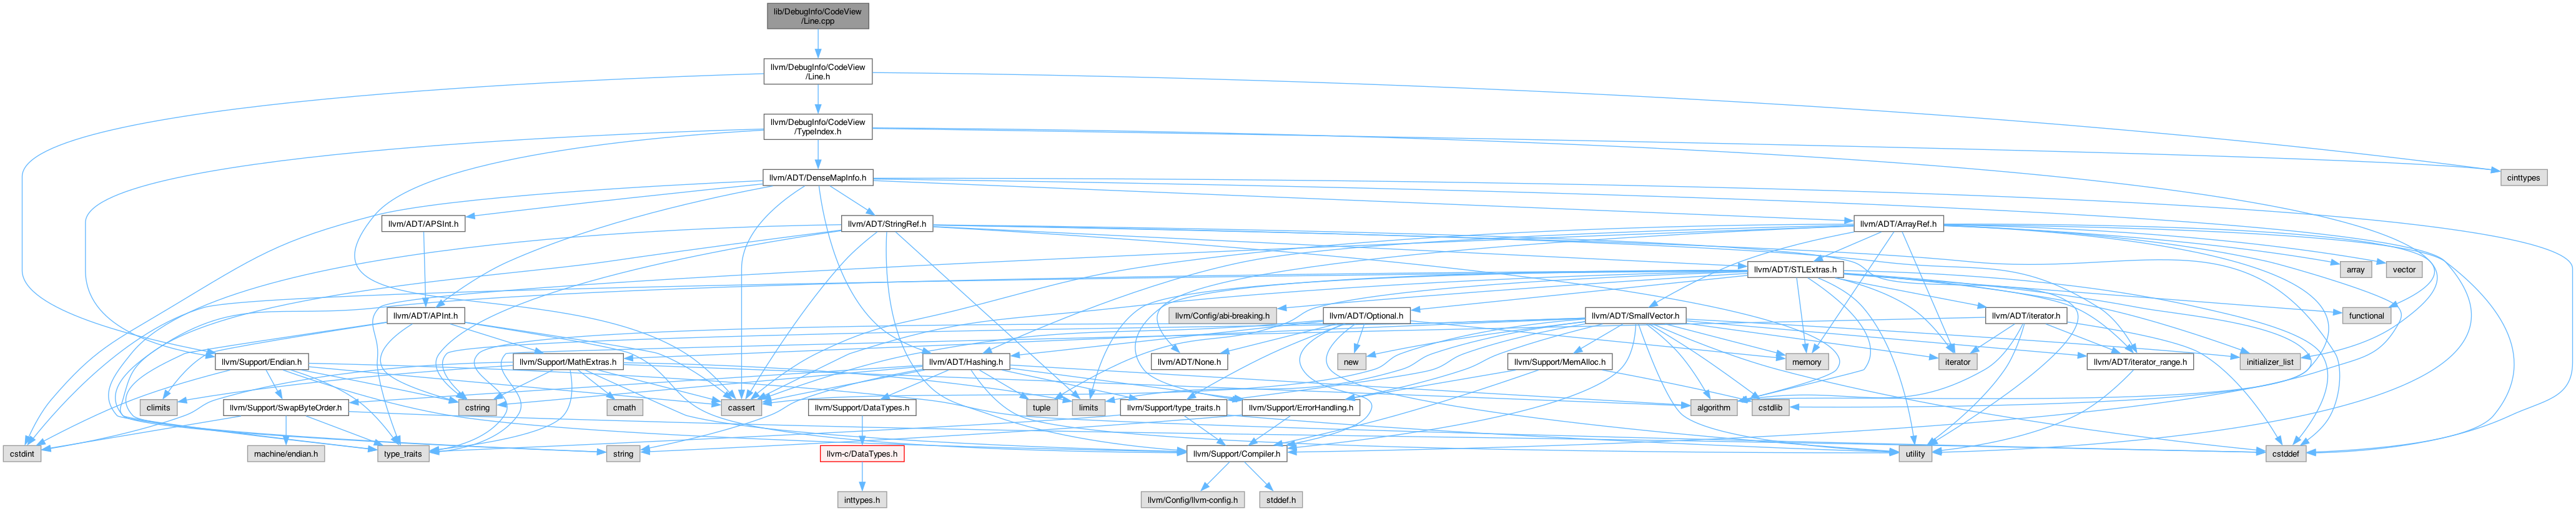 lib/DebugInfo/CodeView
/Line.cpp
llvm/DebugInfo/CodeView
/Line.h
llvm/DebugInfo/CodeView
/TypeIndex.h
llvm/ADT/DenseMapInfo.h
cinttypes
llvm/ADT/APSInt.h
llvm/ADT/StringRef.h
llvm/ADT/ArrayRef.h
llvm/ADT/STLExtras.h
array
vector
llvm/ADT/APInt.h
llvm/Config/abi-breaking.h
llvm/ADT/Optional.h
llvm/ADT/SmallVector.h
llvm/ADT/iterator.h
functional
llvm/Support/Endian.h
llvm/Support/MathExtras.h
llvm/ADT/Hashing.h
llvm/ADT/None.h
new
llvm/Support/MemAlloc.h
memory
iterator
llvm/ADT/iterator_range.h
initializer_list
climits
llvm/Support/SwapByteOrder.h
cstring
cmath
cassert
llvm/Support/DataTypes.h
tuple
limits
llvm/Support/type_traits.h
llvm/Support/ErrorHandling.h
algorithm
cstdlib
cstdint
machine/endian.h
type_traits
string
llvm-c/DataTypes.h
llvm/Support/Compiler.h
utility
cstddef
inttypes.h
llvm/Config/llvm-config.h
stddef.h